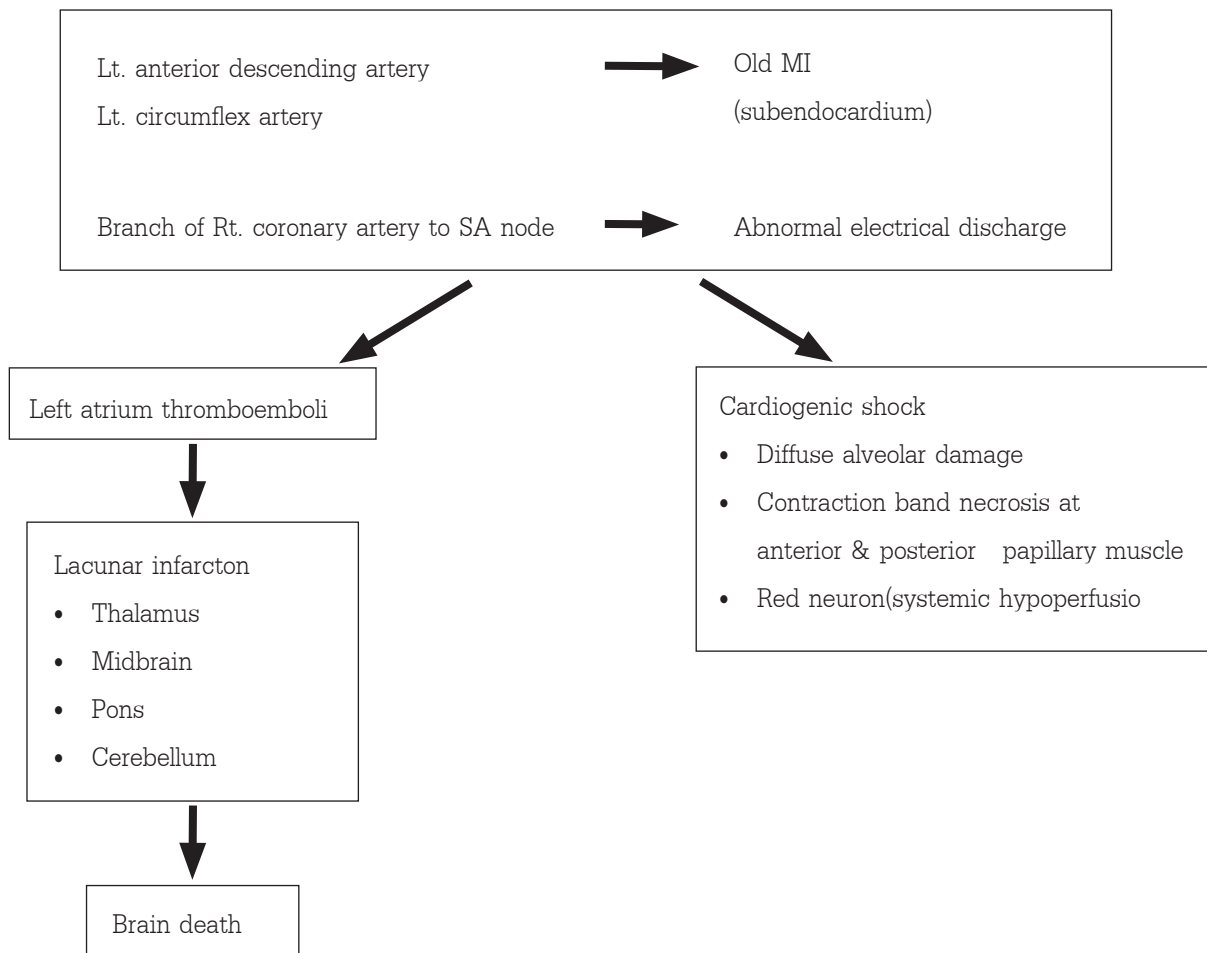 Lt. anterior descending artery
Old MI
Lt. circumflex artery
(subendocardium)
Branch of Rt. coronary artery to SA node
Abnormal electrical discharge
Left atrium thromboemboli
Lacunar infarcton
• Thalamus
• Midbrain
• Pons
• Cerebellum
Brain death
Cardiogenic shock
• Diffuse alveolar damage
• Contraction band necrosis at
anterior & posterior papillary muscle
• Red neuron(systemic hypoperfusio